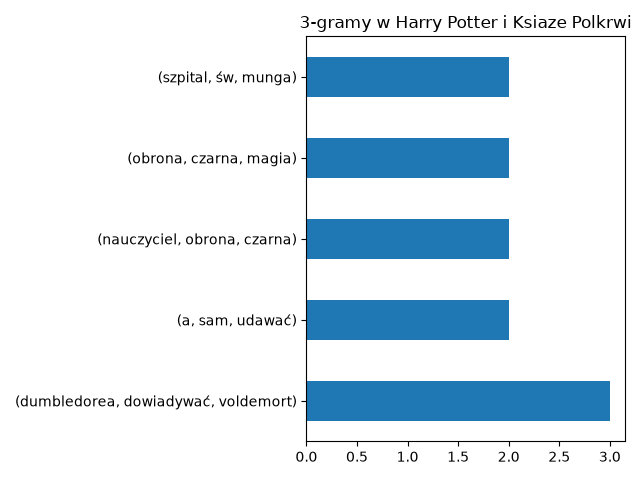 3-gramy w Harry Potter i Ksiaze Polkrwi
(szpital, św, munga)
(obrona, czarna, magia)
(nauczyciel, obrona, czarna)
(a, sam, udawać)
(dumbledorea, dowiadywać, voldemort)
0.0 0.5 1.0 1.5 2.0 2.5 3.0